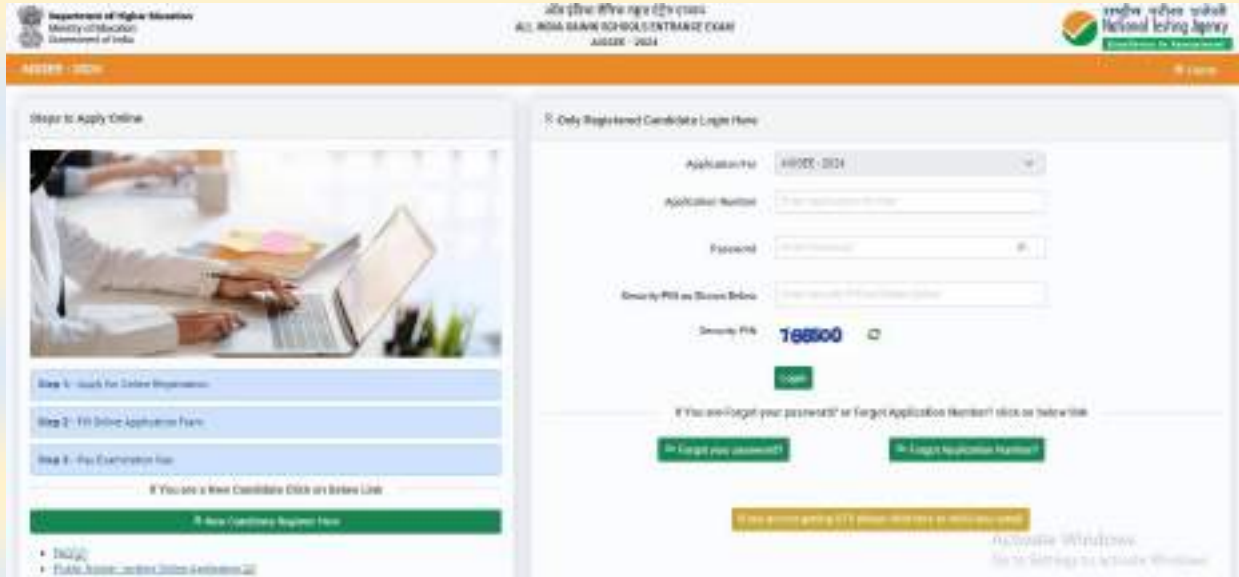 Department of Higher Education
Ministry of Education
Government of India
ALL INDIA SAINIK SCHOOLS ENTRANCE EXAM
AISSEE - 2024
National Testing Agency
Excellence in Assessment
AISSEE - 2024
Home
Steps to Apply Online
Step 1 - Apply for Online Registration
Step 2 - Fill Online Application Form
Step 3 - Pay Examination Fee
If You are a New Candidate Click on Below Link
New Candidate Register Here
FAQ
Only Registered Candidate Login Here
Application For
AISSEE - 2024
Application Number
Password
Security PIN as Shown Below
Security PIN
Login
If You are Forgot your password? or Forgot Application Number? click on below link
Forgot your password?
Forgot Application Number?
Activate Windows
Go to Settings to activate Windows.